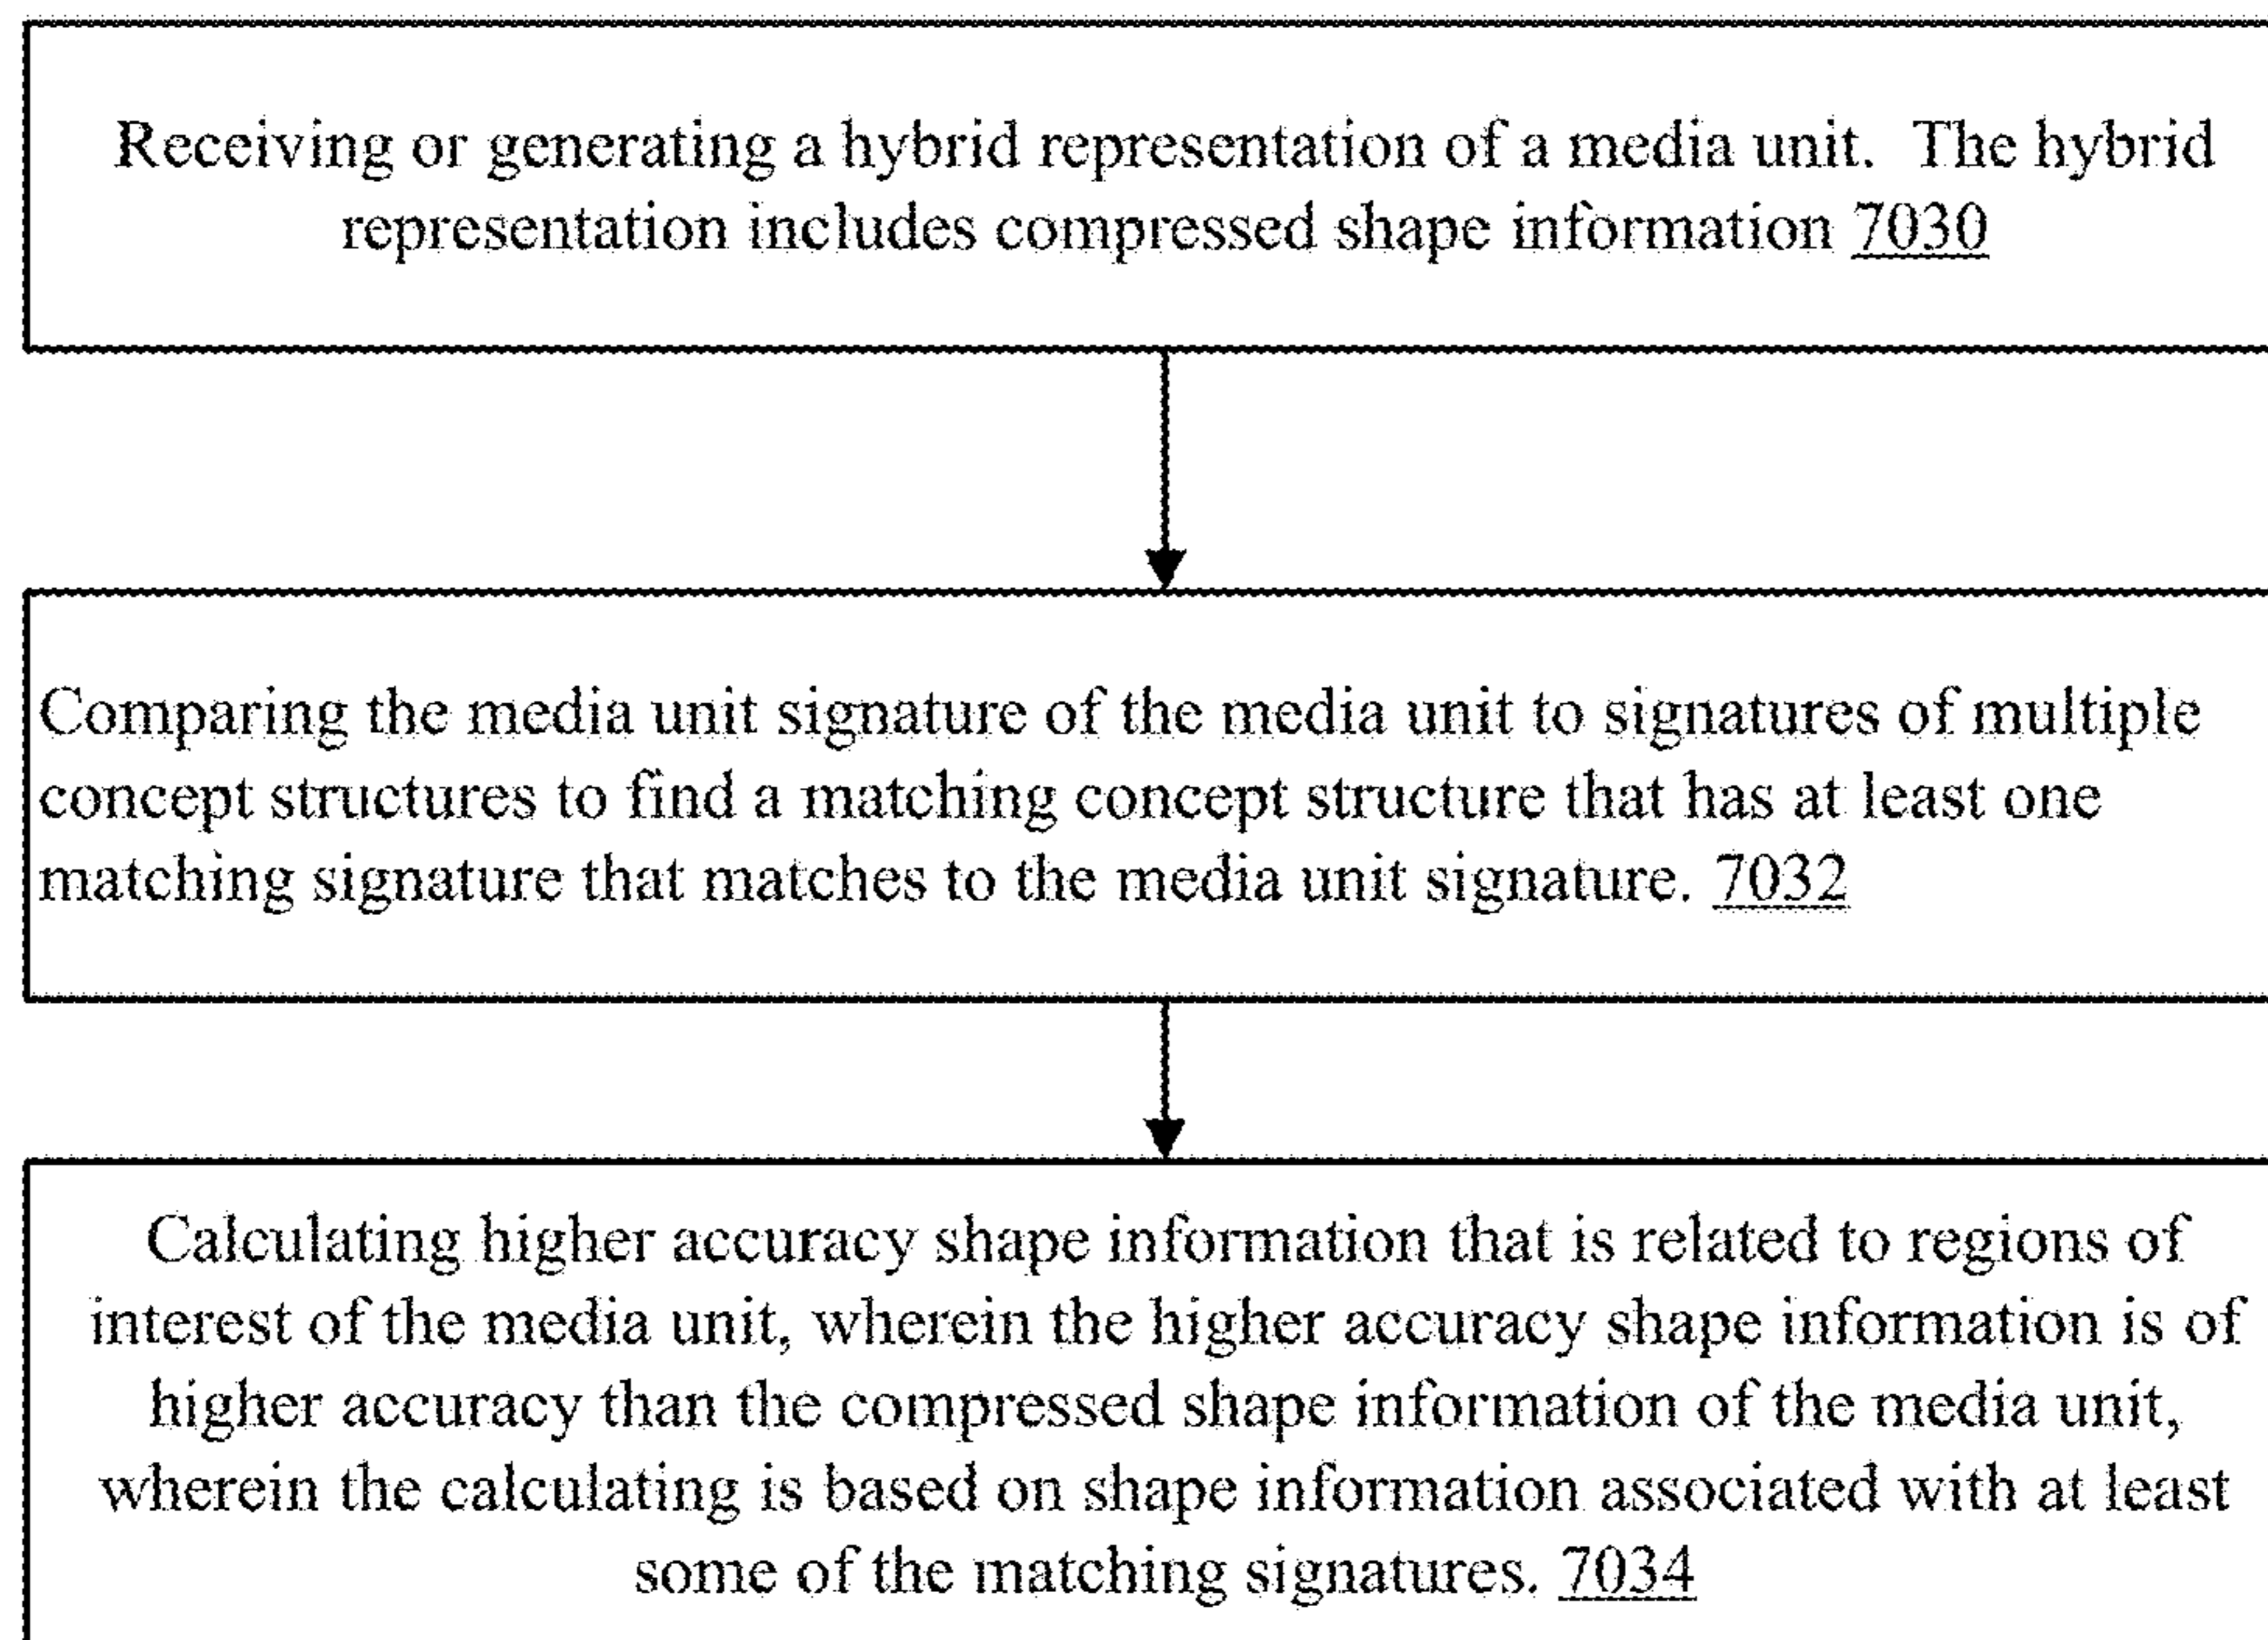 Receiving or generating a hybrid representation of a media unit.  The hybrid
representation includes compressed shape information 7030
Comparing the media unit signature of the media unit to signatures of multiple
concept structures to find a matching concept structure that has at least one
matching signature that matches to the media unit signature. 7032
Calculating higher accuracy shape information that is related to regions of
interest of the media unit, wherein the higher accuracy shape information is of
higher accuracy than the compressed shape information of the media unit,
wherein the calculating is based on shape information associated with at least
some of the matching signatures. 7034